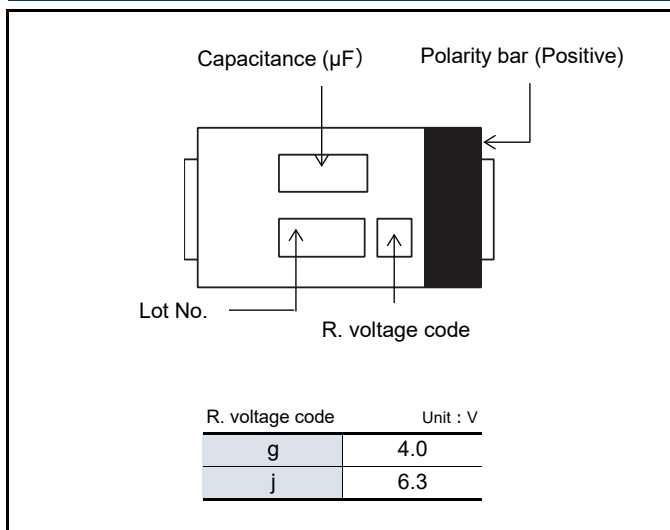 Capacitance (μF)
Polarity bar (Positive)
Lot No.
R. voltage code
R. voltage code Unit : V
g 4.0
j 6.3